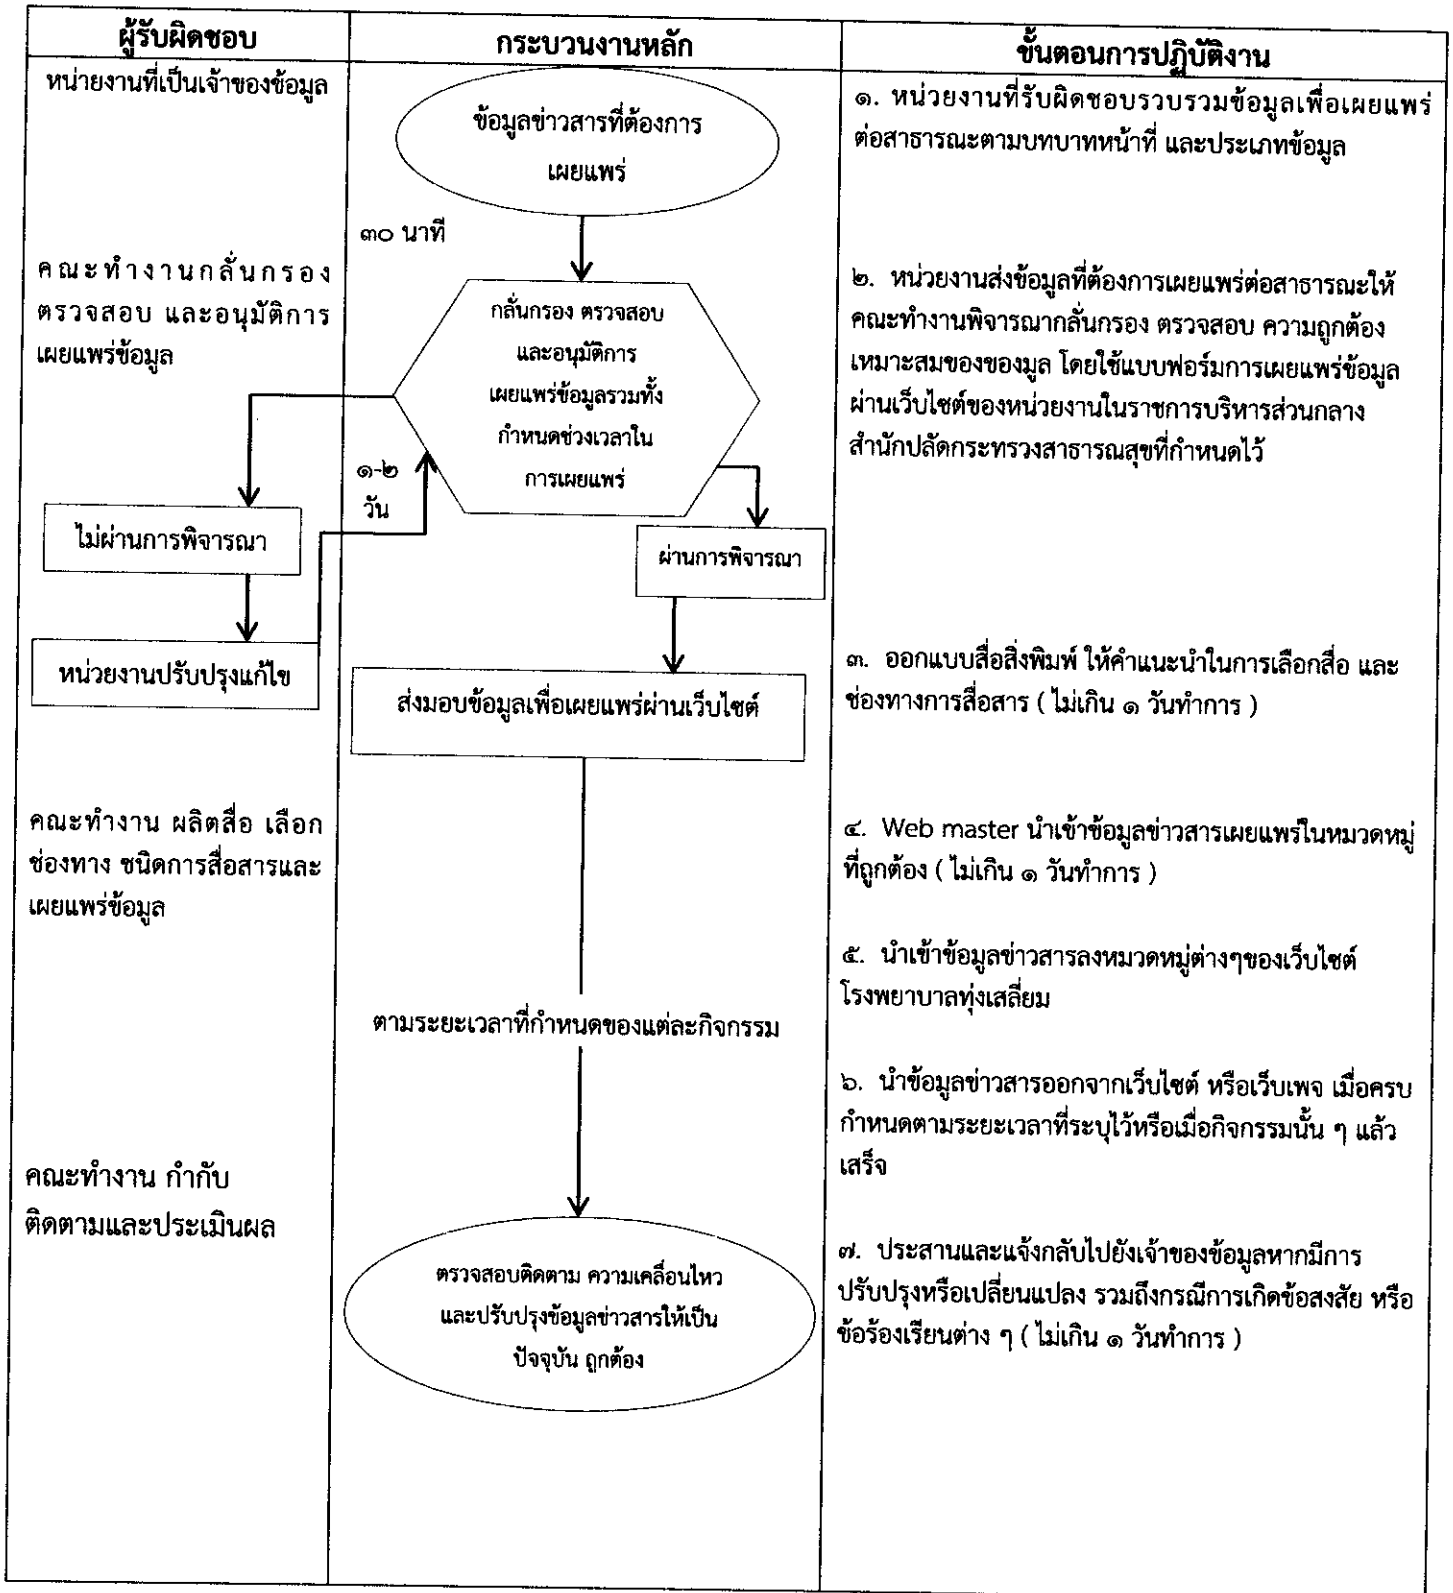 ผู้รับผิดชอบ
กระบวนงานหลัก
ขั้นตอนการปฏิบัติงาน
หน่วยงานที่เป็นเจ้าของข้อมูล
ข้อมูลข่าวสารที่ต้องการ
เผยแพร่
๑. หน่วยงานที่รับผิดชอบรวบรวมข้อมูลเพื่อเผยแพร่
ต่อสาธารณะตามบทบาทหน้าที่ และประเภทข้อมูล
๓๐ นาที
คณะทำงานกลั่นกรอง
ตรวจสอบ และอนุมัติการ
เผยแพร่ข้อมูล
กลั่นกรอง ตรวจสอบ
และอนุมัติการ
เผยแพร่ข้อมูลรวมทั้ง
กำหนดช่วงเวลาใน
การเผยแพร่
๒. หน่วยงานส่งข้อมูลที่ต้องการเผยแพร่ต่อสาธารณะให้
คณะทำงานพิจารณากลั่นกรอง ตรวจสอบ ความถูกต้อง
เหมาะสมของของมูล โดยใช้แบบฟอร์มการเผยแพร่ข้อมูล
ผ่านเว็บไซต์ของหน่วยงานในราชการบริหารส่วนกลาง
สำนักปลัดกระทรวงสาธารณสุขที่กำหนดไว้
๑-๒
วัน
ไม่ผ่านการพิจารณา
ผ่านการพิจารณา
หน่วยงานปรับปรุงแก้ไข
ส่งมอบข้อมูลเพื่อเผยแพร่ผ่านเว็บไซต์
๓. ออกแบบสื่อสิ่งพิมพ์ ให้คำแนะนำในการเลือกสื่อ และ
ช่องทางการสื่อสาร ( ไม่เกิน ๑ วันทำการ )
คณะทำงาน ผลิตสื่อ เลือก
ช่องทาง ชนิดการสื่อสารและ
เผยแพร่ข้อมูล
๔. Web master นำเข้าข้อมูลข่าวสารเผยแพร่ในหมวดหมู่
ที่ถูกต้อง ( ไม่เกิน ๑ วันทำการ )
๕. นำเข้าข้อมูลข่าวสารลงหมวดหมู่ต่างๆของเว็บไซต์
โรงพยาบาลทุ่งเสลี่ยม
ตามระยะเวลาที่กำหนดของแต่ละกิจกรรม
๖. นำข้อมูลข่าวสารออกจากเว็บไซต์ หรือเว็บเพจ เมื่อครบ
กำหนดตามระยะเวลาที่ระบุไว้หรือเมื่อกิจกรรมนั้น ๆ แล้ว
เสร็จ
คณะทำงาน กำกับ
ติดตามและประเมินผล
ตรวจสอบติดตาม ความเคลื่อนไหว
และปรับปรุงข้อมูลข่าวสารให้เป็น
ปัจจุบัน ถูกต้อง
๗. ประสานและแจ้งกลับไปยังเจ้าของข้อมูลหากมีการ
ปรับปรุงหรือเปลี่ยนแปลง รวมถึงกรณีการเกิดข้อสงสัย หรือ
ข้อร้องเรียนต่าง ๆ ( ไม่เกิน ๑ วันทำการ )